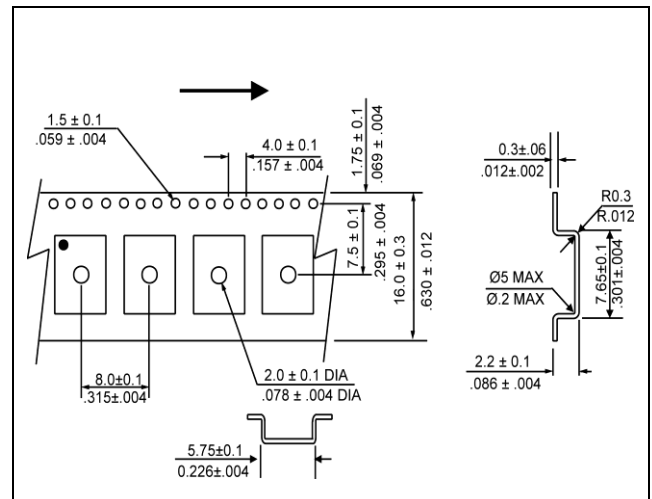 1.5 ± 0.1
.059 ± .004
4.0 ± 0.1
.157 ± .004
1.75 ± 0.1
.069 ± .004
0.3±.06
.012±.002
R0.3
R.012
7.5 ± 0.1
.295 ± .004
16.0 ± 0.3
.630 ± .012
Ø5 MAX
Ø.2 MAX
7.65±0.1
.301±.004
8.0±0.1
.315±.004
2.0 ± 0.1 DIA
.078 ± .004 DIA
2.2 ± 0.1
.086 ± .004
5.75±0.1
0.226±.004